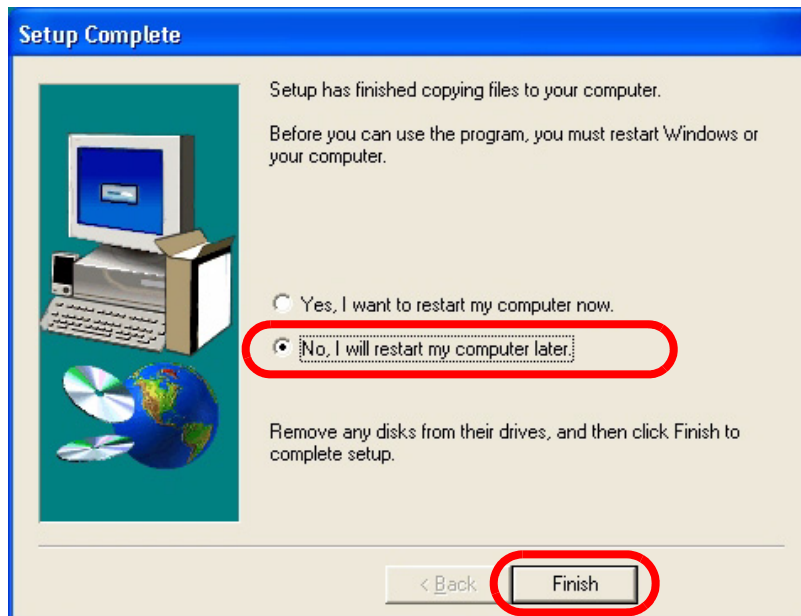 Setup Complete
Setup has finished copying files to your computer.
Before you can use the program, you must restart Windows or
your computer.
Yes, I want to restart my computer now.
No, I will restart my computer later.
Remove any disks from their drives, and then click Finish to
complete setup.
< Back
Finish